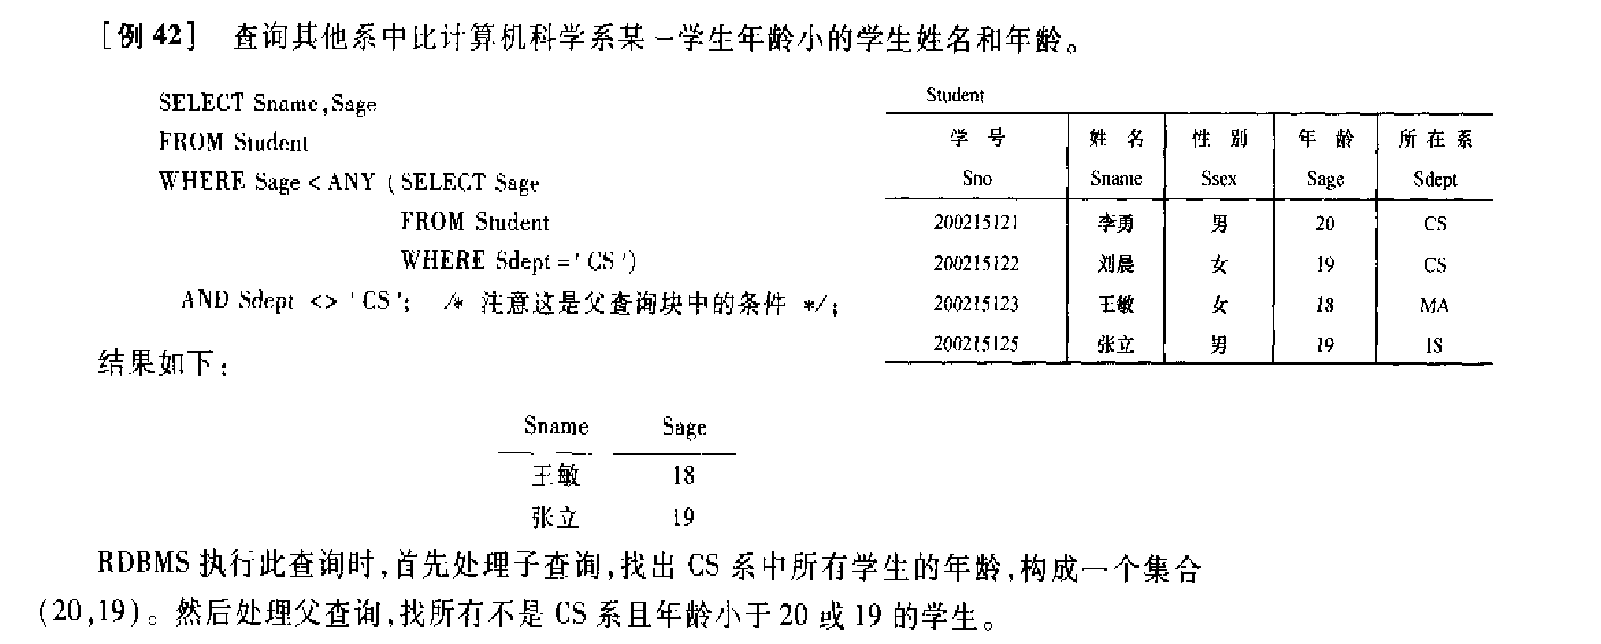 [例 42] 查询其他系中比计算机科学系某一学生年龄小的学生姓名和年龄。
SELECT Sname,Sage
FROM Student
WHERE Sage < ANY (SELECT Sage
FROM Student
WHERE Sdept = 'CS')
AND Sdept <> 'CS'; /* 注意这是父查询块中的条件 */;
Student
学 号 姓 名 性 别 年 龄 所 在 系
Sno Sname Ssex Sage Sdept
200215121 李勇 男 20 CS
200215122 刘晨 女 19 CS
200215123 王敏 女 18 MA
200215125 张立 男 19 IS
结果如下:
Sname Sage
王敏 18
张立 19
RDBMS 执行此查询时,首先处理子查询,找出 CS 系中所有学生的年龄,构成一个集合
(20,19)。然后处理父查询,找所有不是 CS 系且年龄小于 20 或 19 的学生。